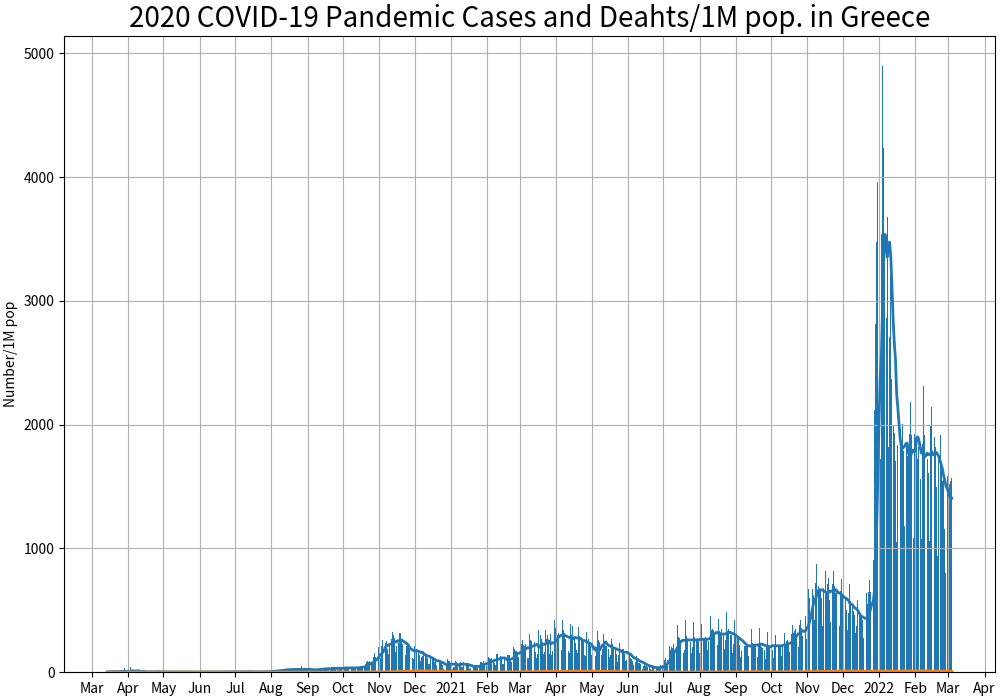 2020 COVID-19 Pandemic Cases and Deahts/1M pop. in Greece
5000
4000
3000
2000
1000
0
Number/1M pop
Mar Apr May Jun Jul Aug Sep Oct Nov Dec 2021 Feb Mar Apr May Jun Jul Aug Sep Oct Nov Dec 2022 Feb Mar Apr